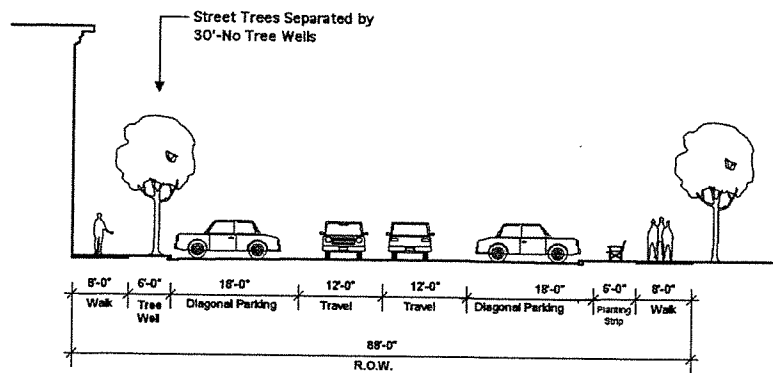 Street Trees Separated by
30'-No Tree Wells
8'-0" 6'-0" 18'-0" 12'-0" 12'-0" 18'-0" 6'-0" 8'-0"
Walk Tree Well Diagonal Parking Travel Travel Diagonal Parking Planting Strip Walk
88'-0"
R.O.W.